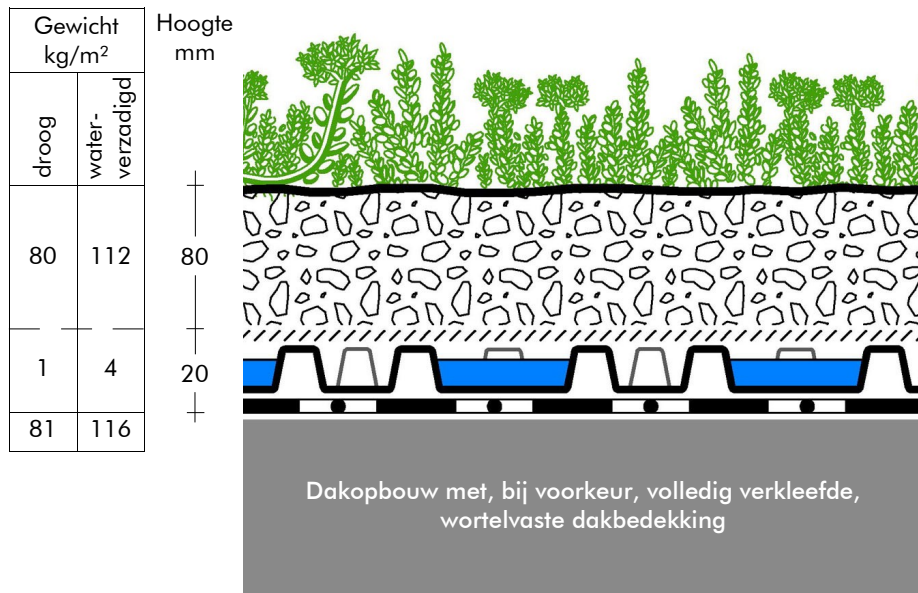 Gewicht
kg/m²
Hoogte
mm
droog
water-
verzadigd
80
112
80
1
4
20
81
116
Dakopbouw met, bij voorkeur, volledig verkleefde,
wortelvaste dakbedekking